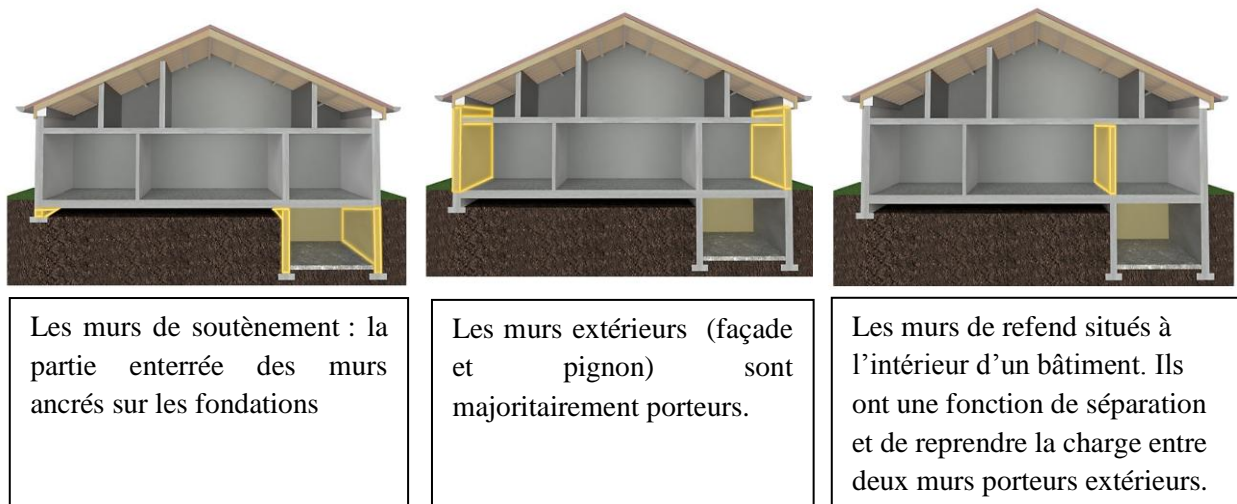 Les murs de soutènement : la
partie enterrée des murs
ancrés sur les fondations
Les murs extérieurs (façade
et pignon) sont
majoritairement porteurs.
Les murs de refend situés à
l’intérieur d’un bâtiment. Ils
ont une fonction de séparation
et de reprendre la charge entre
deux murs porteurs extérieurs.